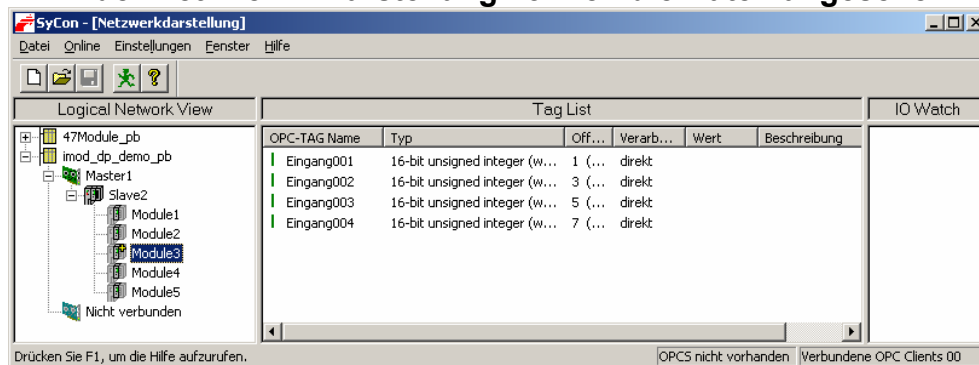 SyCon - [Netzwerkdarstellung]
Datei Online Einstellungen Fenster Hilfe
Logical Network View Tag List IO Watch
47Module_pb
imod_dp_demo_pb
Master1
Slave2
Module1
Module2
Module3
Module4
Module5
Nicht verbunden
OPC-TAG Name Typ Off... Verarb... Wert Beschreibung
Eingang001 16-bit unsigned integer (w... 1 (... direkt
Eingang002 16-bit unsigned integer (w... 3 (... direkt
Eingang003 16-bit unsigned integer (w... 5 (... direkt
Eingang004 16-bit unsigned integer (w... 7 (... direkt
Drücken Sie F1, um die Hilfe aufzurufen. OPCS nicht vorhanden Verbundene OPC Clients 00